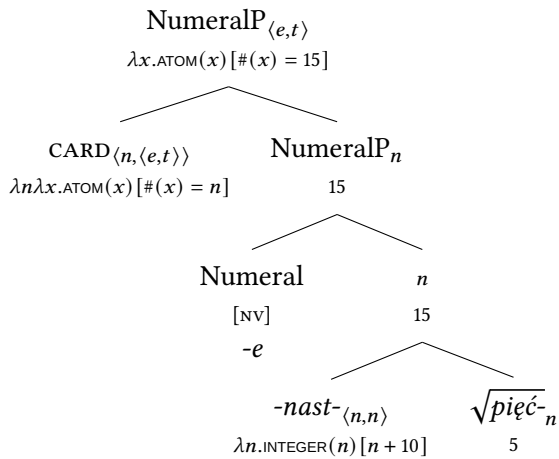 NumeralP⟨e,t⟩
λx.ATOM(x)[#(x) = 15]
CARD⟨n,⟨e,t⟩⟩ NumeralPn
λnλx.ATOM(x)[#(x) = n] 15
Numeral n
[NV] 15
-e
-nast-⟨n,n⟩ √pięć-n
λn.INTEGER(n)[n + 10] 5